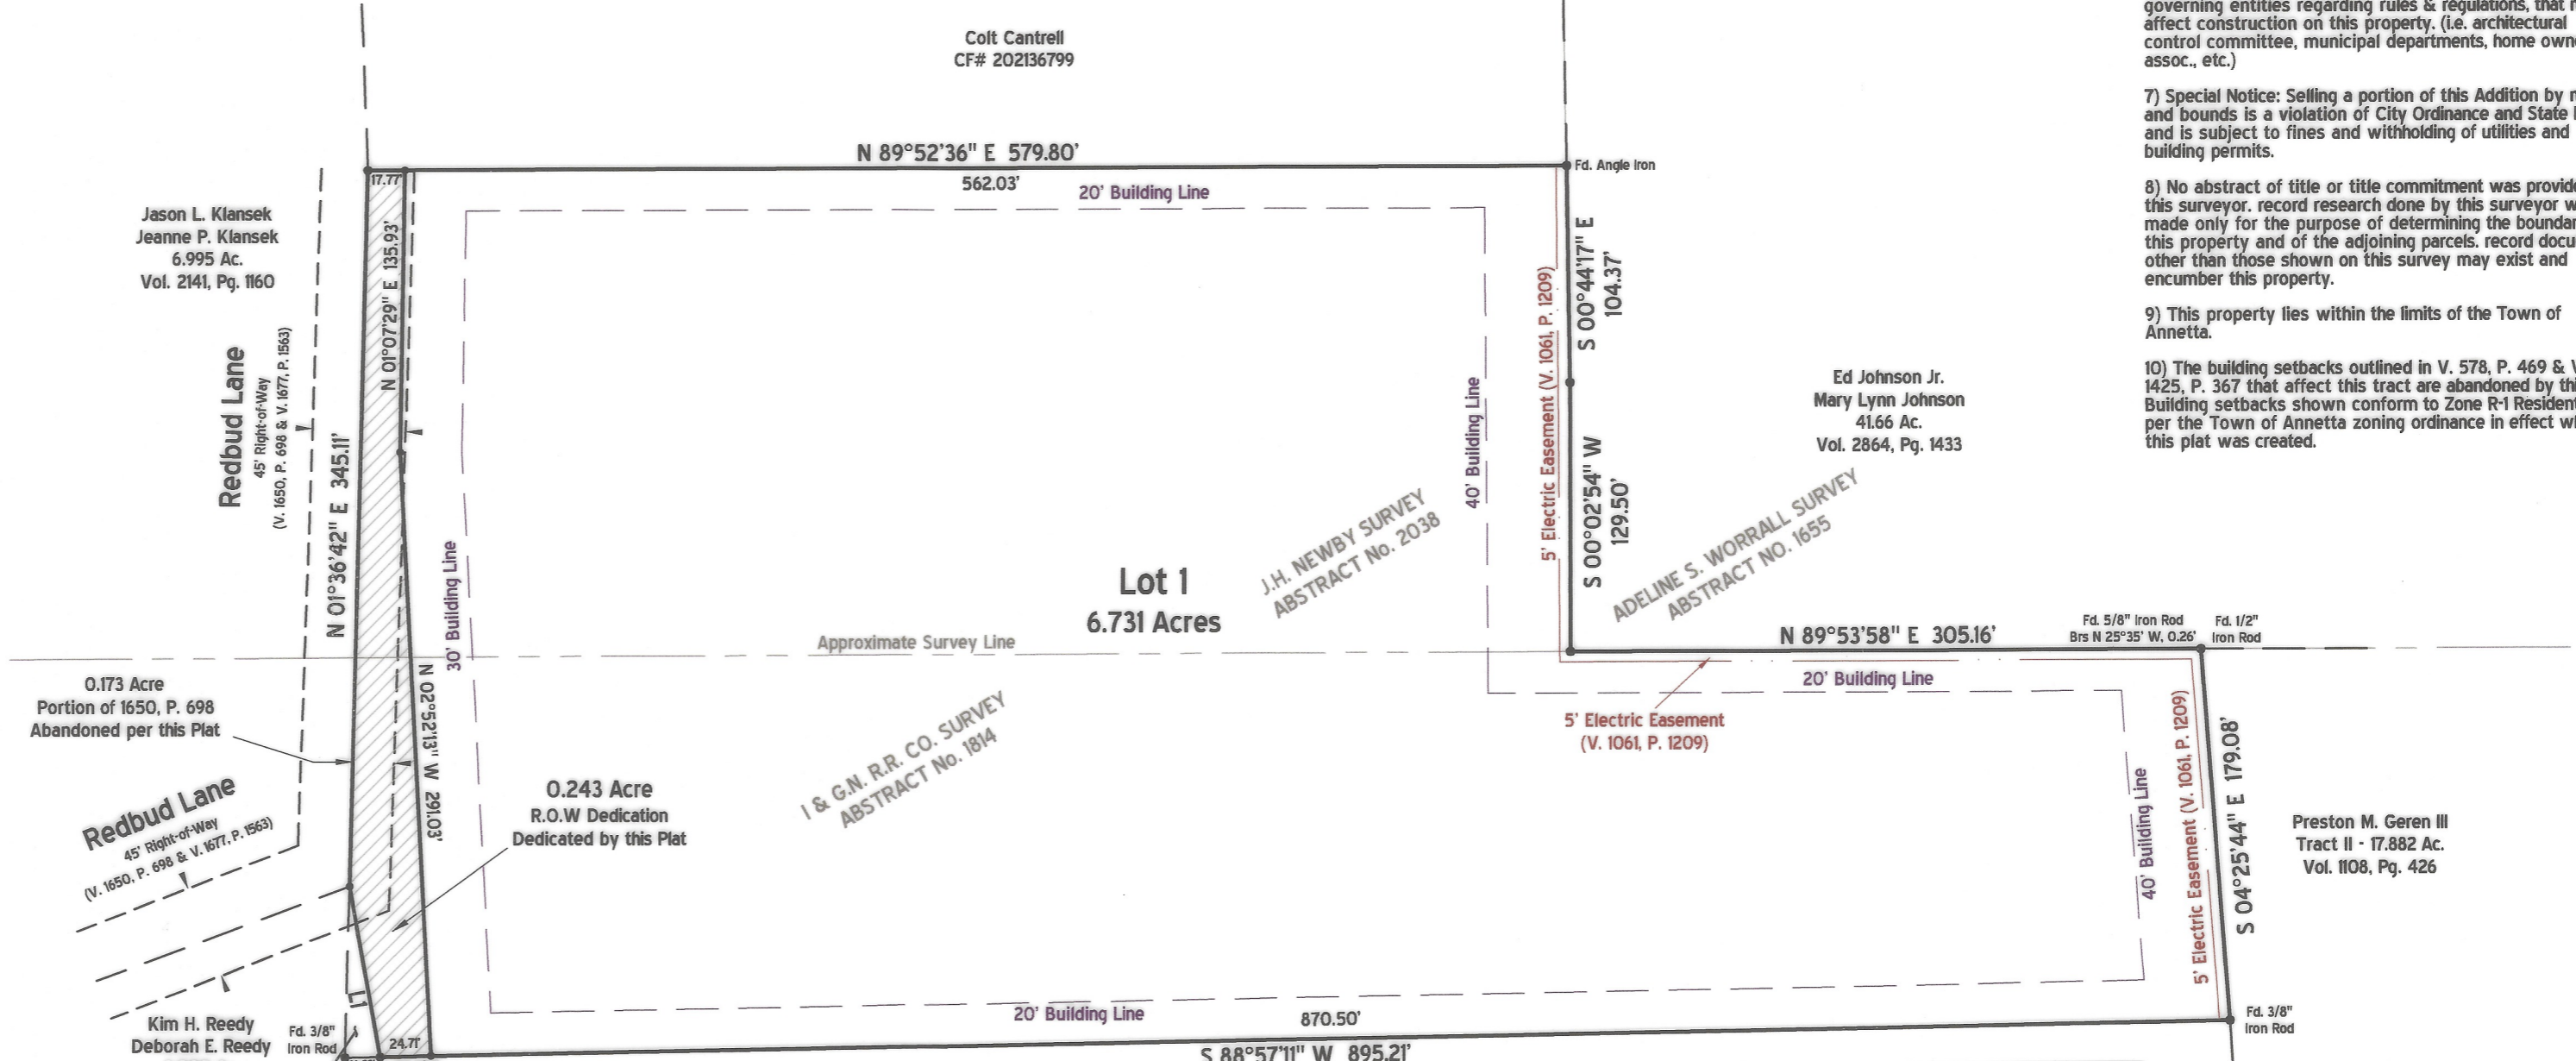 Colt Cantrell
CF# 202136799
N 89°52'36" E 579.80'
562.03'
20' Building Line
Fd. Angle Iron
17.77'
Jason L. Klansek
Jeanne P. Klansek
6.995 Ac.
Vol. 2141, Pg. 1160
Redbud Lane
45' Right-of-Way
(V. 1650, P. 698 & V. 1677, P. 1563)
N 01°36'42" E 345.11'
N 01°07'29" E 135.93'
30' Building Line
N 02°52'13" W 291.03'
40' Building Line
5' Electric Easement (V. 1061, P. 1209)
S 00°44'17" E
104.37'
S 00°02'54" W
129.50'
Ed Johnson Jr.
Mary Lynn Johnson
41.66 Ac.
Vol. 2864, Pg. 1433
J.H. NEWBY SURVEY
ABSTRACT No. 2038
ADELINE S. WORRALL SURVEY
ABSTRACT NO. 1655
Lot 1
6.731 Acres
Approximate Survey Line
N 89°53'58" E 305.16'
Fd. 5/8" Iron Rod
Brs N 25°35' W, 0.26'
Fd. 1/2"
Iron Rod
20' Building Line
5' Electric Easement
(V. 1061, P. 1209)
0.173 Acre
Portion of 1650, P. 698
Abandoned per this Plat
I & G.N. R.R. CO. SURVEY
ABSTRACT No. 1814
0.243 Acre
R.O.W Dedication
Dedicated by this Plat
Redbud Lane
45' Right-of-Way
(V. 1650, P. 698 & V. 1677, P. 1563)
40' Building Line
5' Electric Easement (V. 1061, P. 1209)
S 04°25'44" E 179.08'
Preston M. Geren III
Tract II - 17.882 Ac.
Vol. 1108, Pg. 426
L1
Kim H. Reedy
Deborah E. Reedy
Fd. 3/8"
Iron Rod
24.71'
20' Building Line
870.50'
S 88°57'11" W 895.21'
Fd. 3/8"
Iron Rod
governing entities regarding rules & regulations, that
affect construction on this property. (i.e. architectural
control committee, municipal departments, home own
assoc., etc.)
7) Special Notice: Selling a portion of this Addition by
and bounds is a violation of City Ordinance and State
and is subject to fines and withholding of utilities and
building permits.
8) No abstract of title or title commitment was provid
this surveyor. record research done by this surveyor w
made only for the purpose of determining the boundar
this property and of the adjoining parcels. record docu
other than those shown on this survey may exist and
encumber this property.
9) This property lies within the limits of the Town of
Annetta.
10) The building setbacks outlined in V. 578, P. 469 & V
1425, P. 367 that affect this tract are abandoned by thi
Building setbacks shown conform to Zone R-1 Resident
per the Town of Annetta zoning ordinance in effect w
this plat was created.